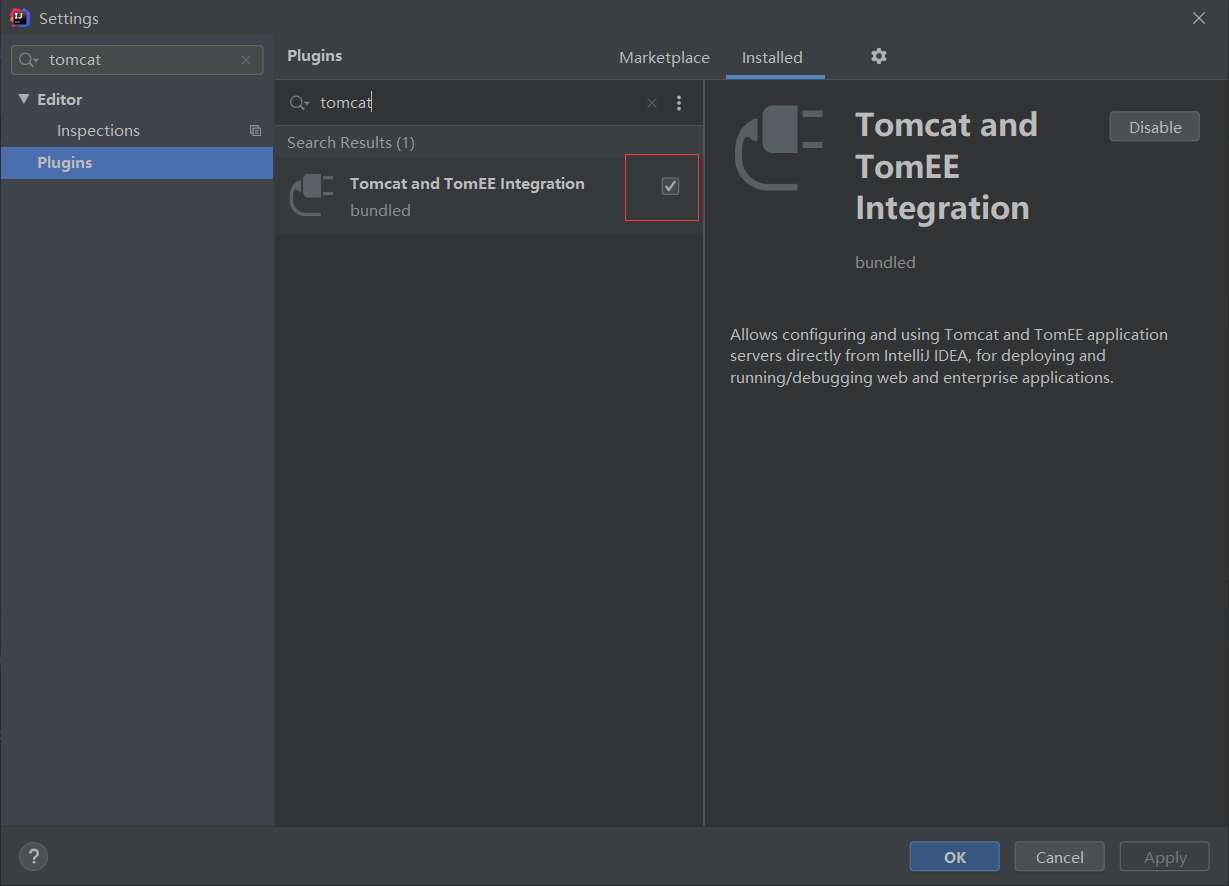 Settings
tomcat
Editor
Inspections
Plugins
Plugins
Marketplace
Installed
tomcat
Search Results (1)
Tomcat and TomEE Integration
bundled
Tomcat and
TomEE
Integration
Disable
bundled
Allows configuring and using Tomcat and TomEE application
servers directly from IntelliJ IDEA, for deploying and
running/debugging web and enterprise applications.
?
OK
Cancel
Apply